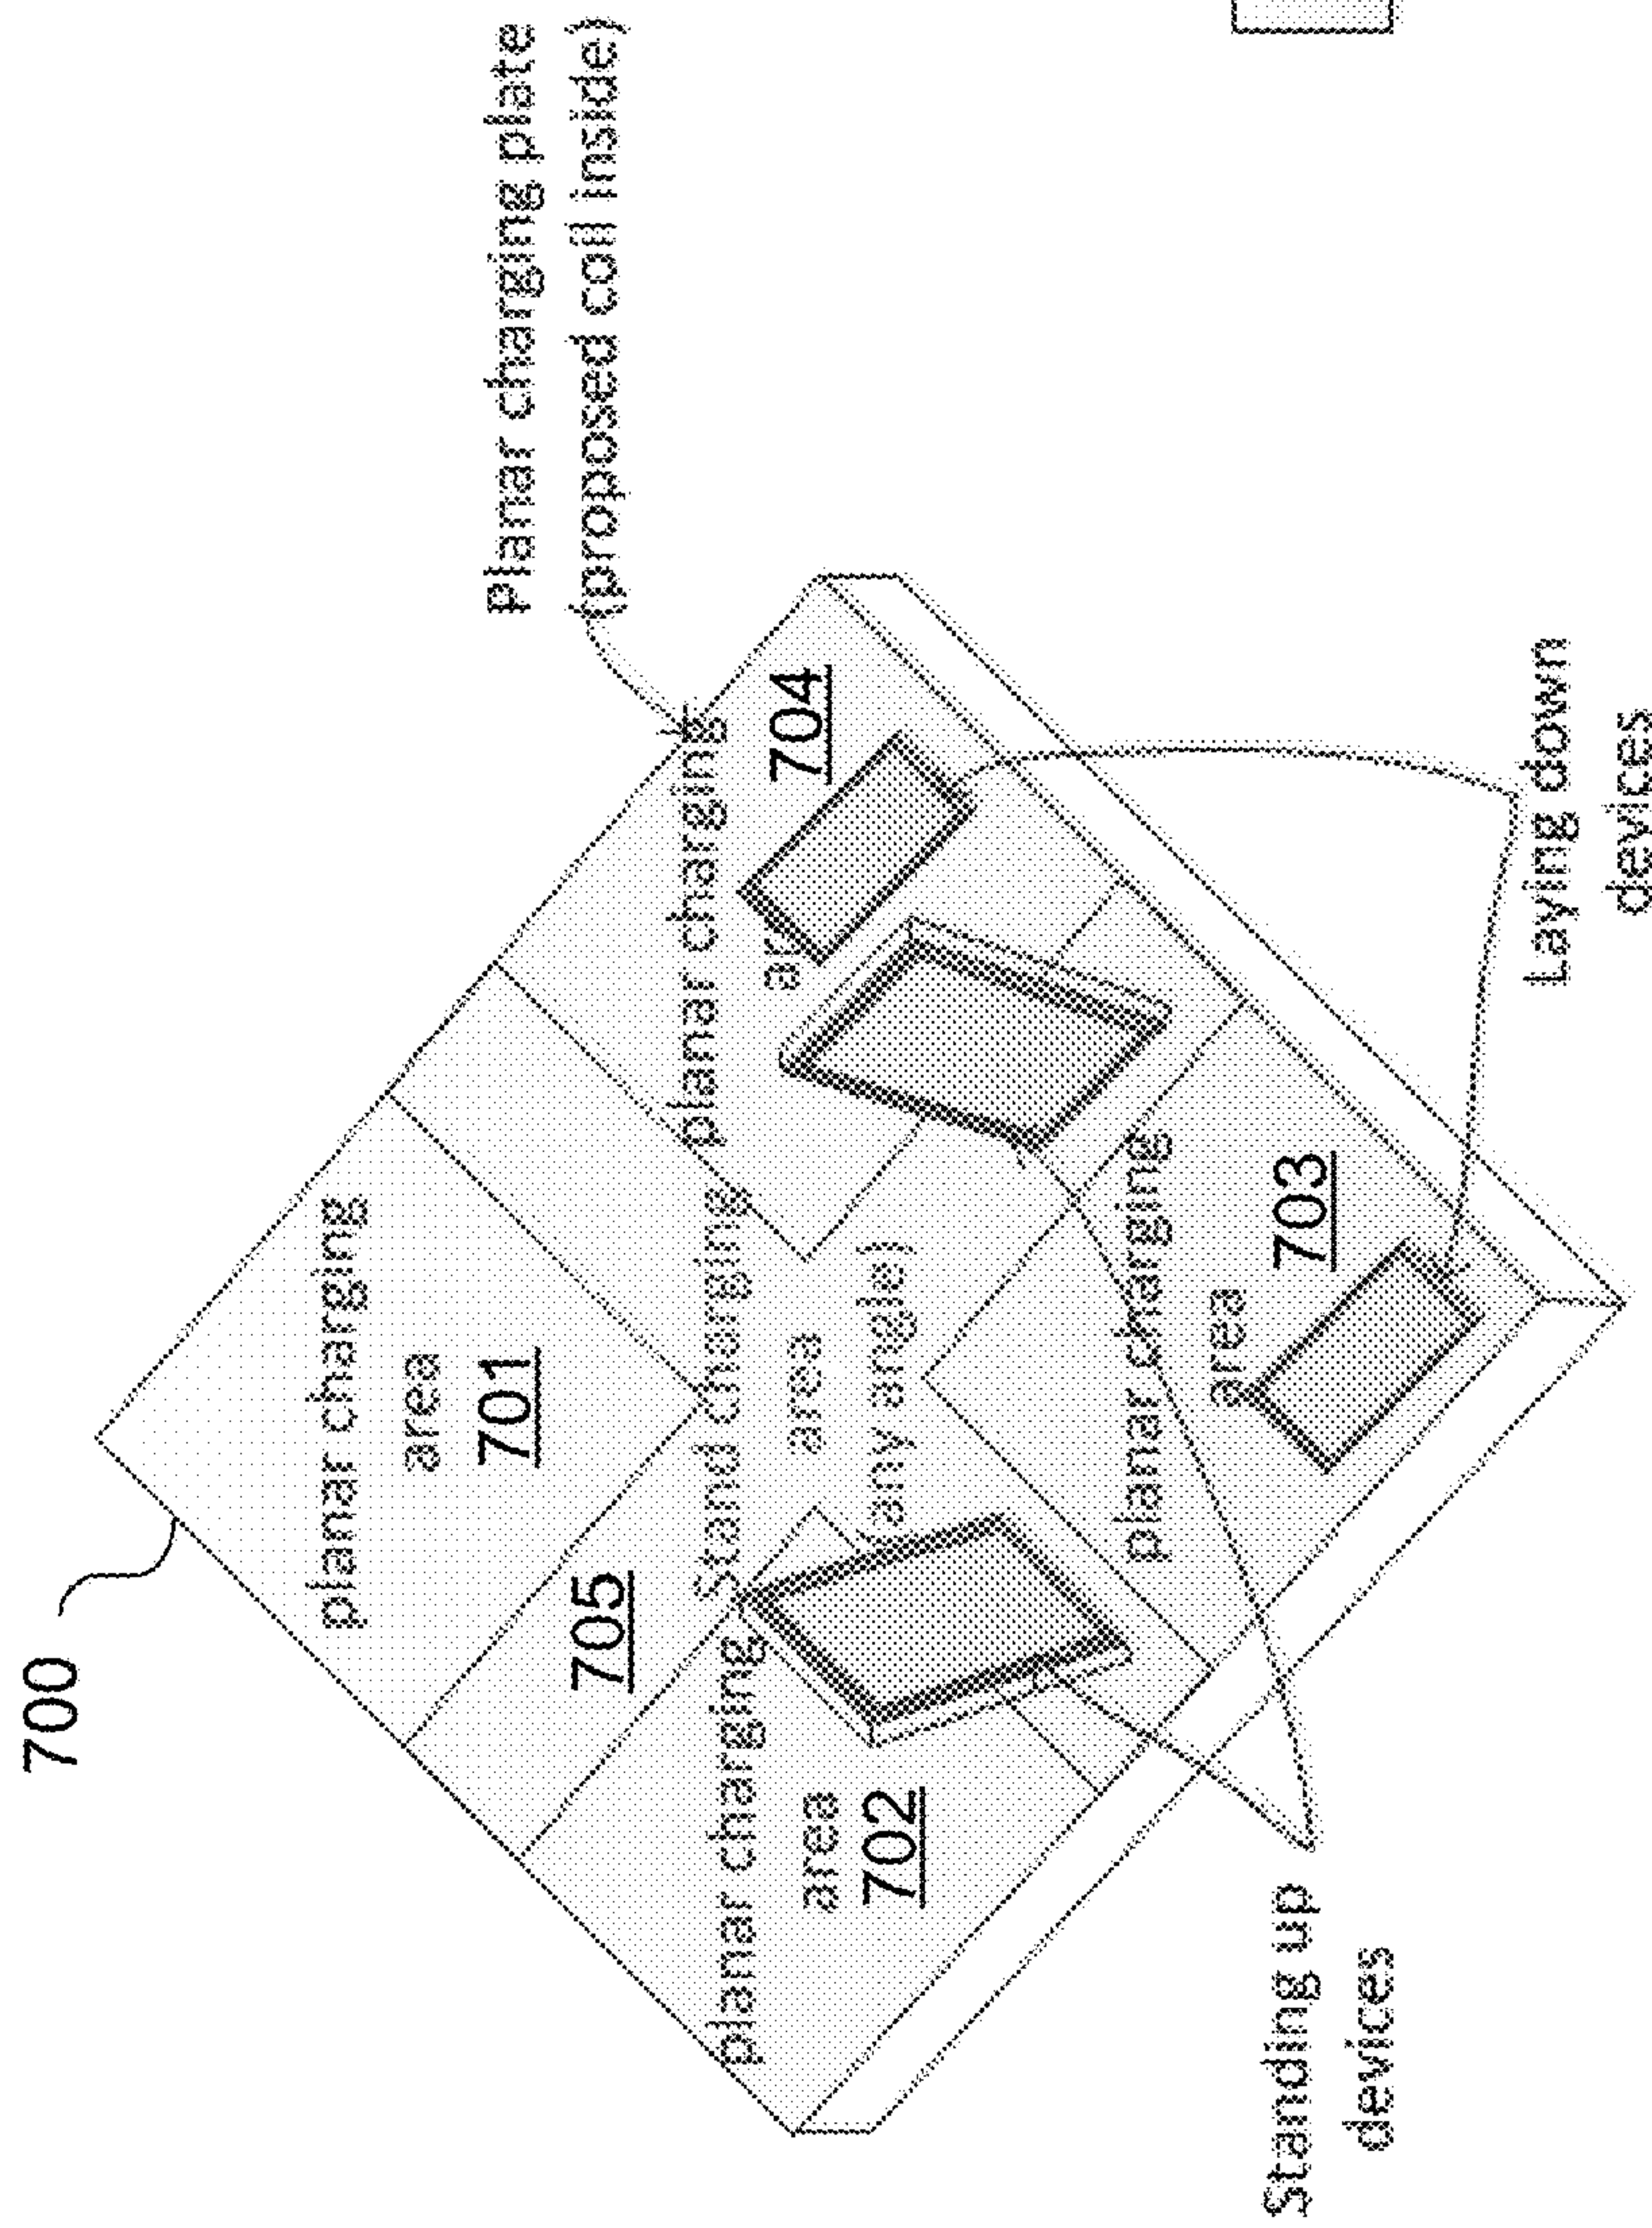 700
Planar charging plate
(proposed coil inside)
planar charging
area
701
705
planar charging
area
702
Stand charging
area
(any angle)
planar charging
704
planar charging
area
703
Standing up
devices
Laying down
devices